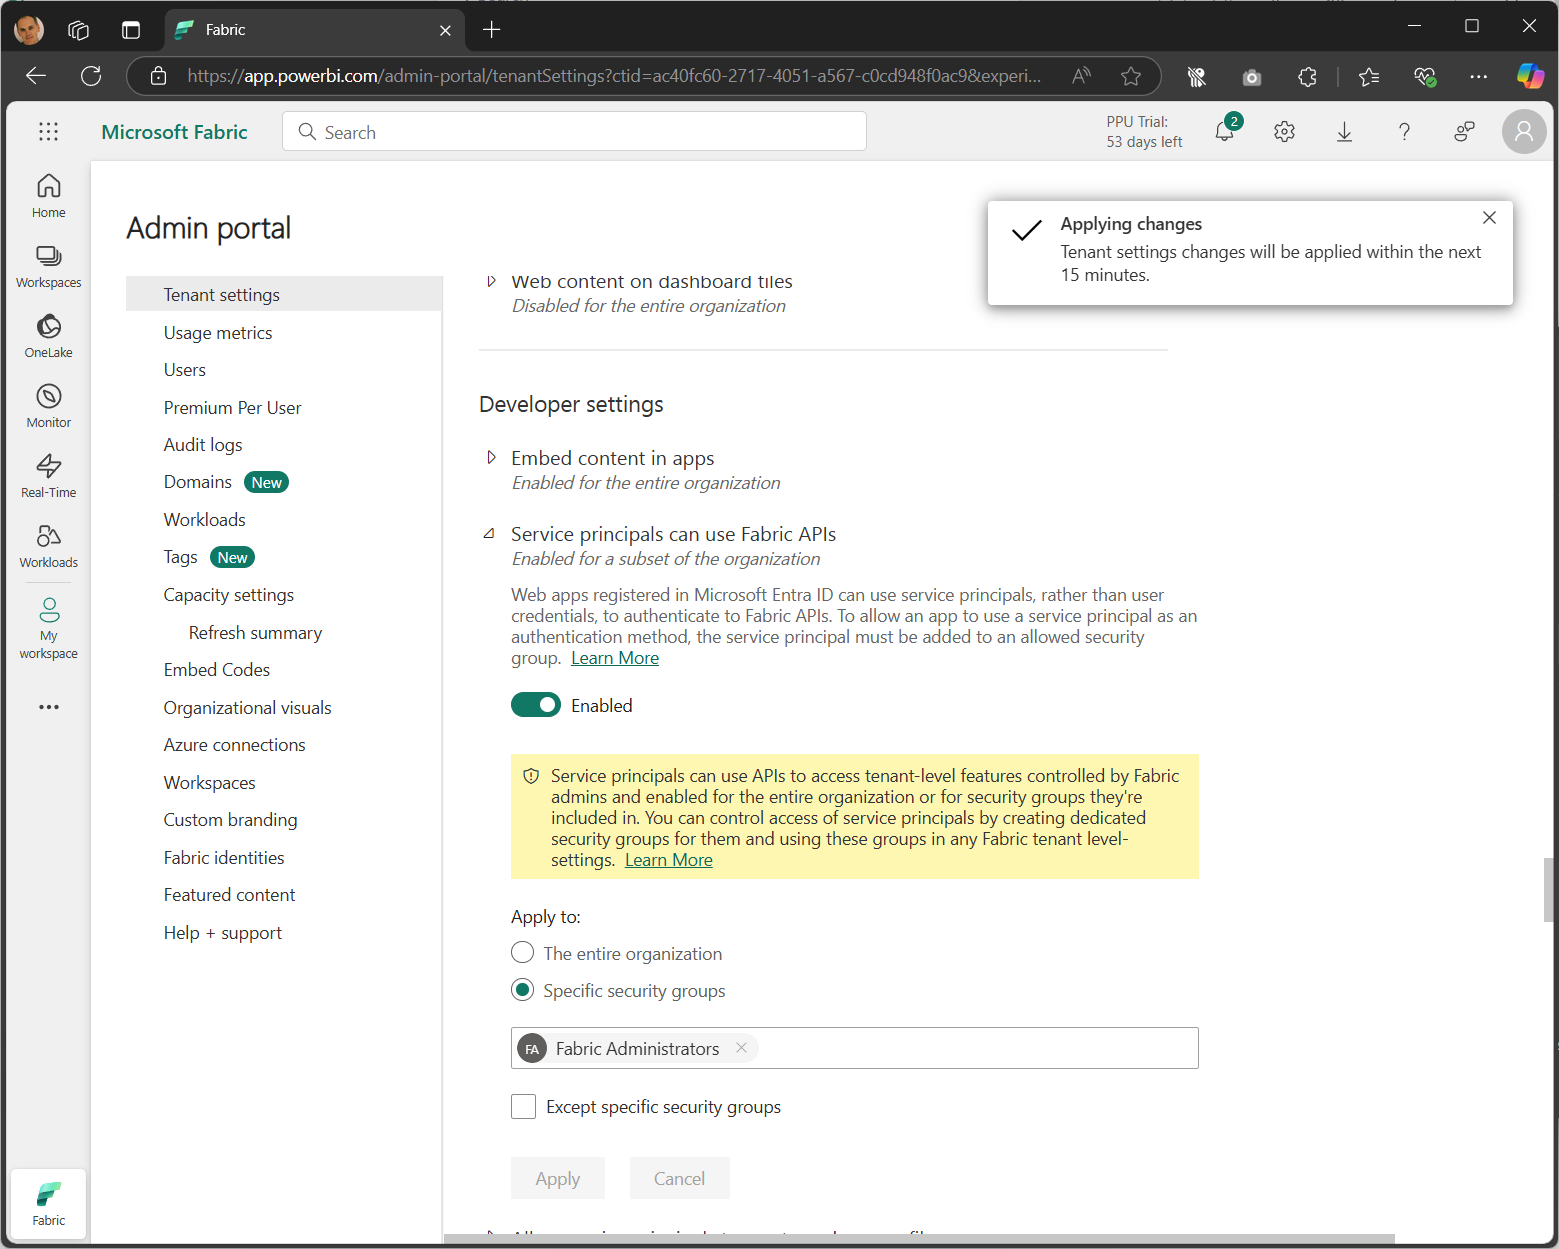 Fabric
https://app.powerbi.com/admin-portal/tenantSettings?ctid=ac40fc60-2717-4051-a567-c0cd948f0ac9&experi...
Microsoft Fabric
Search
PPU Trial:
53 days left
2
Home
Workspaces
OneLake
Monitor
Real-Time
Workloads
My
workspace
Fabric
Admin portal
Tenant settings
Usage metrics
Users
Premium Per User
Audit logs
Domains New
Workloads
Tags New
Capacity settings
Refresh summary
Embed Codes
Organizational visuals
Azure connections
Workspaces
Custom branding
Fabric identities
Featured content
Help + support
Applying changes
Tenant settings changes will be applied within the next
15 minutes.
Web content on dashboard tiles
Disabled for the entire organization
Developer settings
Embed content in apps
Enabled for the entire organization
Service principals can use Fabric APIs
Enabled for a subset of the organization
Web apps registered in Microsoft Entra ID can use service principals, rather than user
credentials, to authenticate to Fabric APIs. To allow an app to use a service principal as an
authentication method, the service principal must be added to an allowed security
group. Learn More
Enabled
Service principals can use APIs to access tenant-level features controlled by Fabric
admins and enabled for the entire organization or for security groups they're
included in. You can control access of service principals by creating dedicated
security groups for them and using these groups in any Fabric tenant level-
settings. Learn More
Apply to:
The entire organization
Specific security groups
FA Fabric Administrators
Except specific security groups
Apply
Cancel